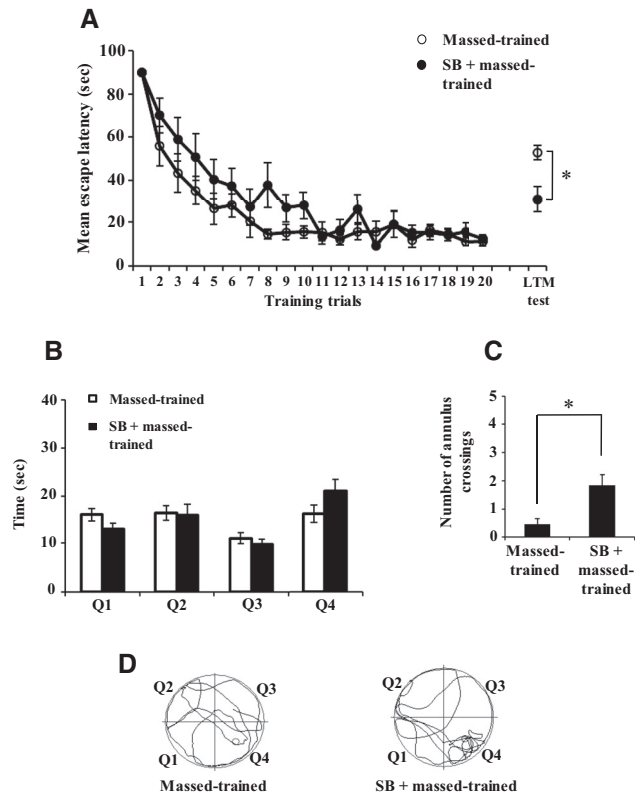 A
Massed-trained
SB + massed-
trained
Mean escape latency (sec)
100
80
60
40
20
0
*
1 2 3 4 5 6 7 8 9 10 11 12 13 14 15 16 17 18 19 20
LTM
test
Training trials
B
Massed-trained
SB + massed-
trained
Time (sec)
40
30
20
10
0
Q1 Q2 Q3 Q4
C
Number of annulus
crossings
5
4
3
2
1
0
*
Massed-
trained
SB +
massed-
trained
D
Q2 Q3
Q1 Q4
Massed-trained
Q2 Q3
Q1 Q4
SB + massed-trained